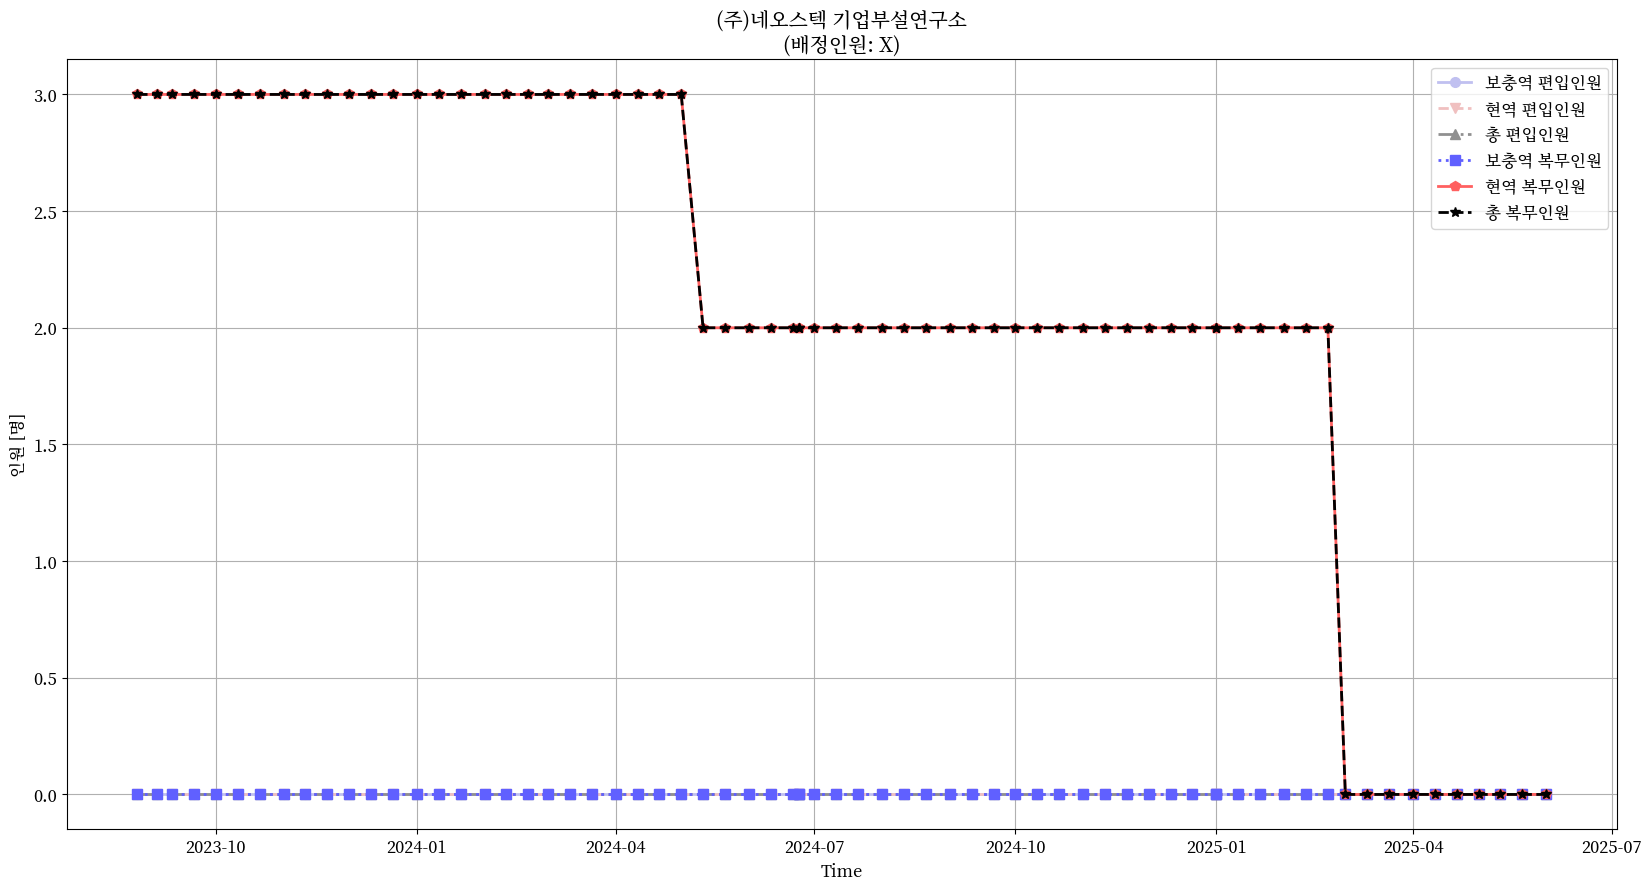 (주)네오스텍 기업부설연구소
(배정인원: X)
보충역 편입인원
현역 편입인원
총 편입인원
보충역 복무인원
현역 복무인원
총 복무인원
인원 [명]
3.0
2.5
2.0
1.5
1.0
0.5
0.0
2023-10
2024-01
2024-04
2024-07
2024-10
2025-01
2025-04
2025-07
Time